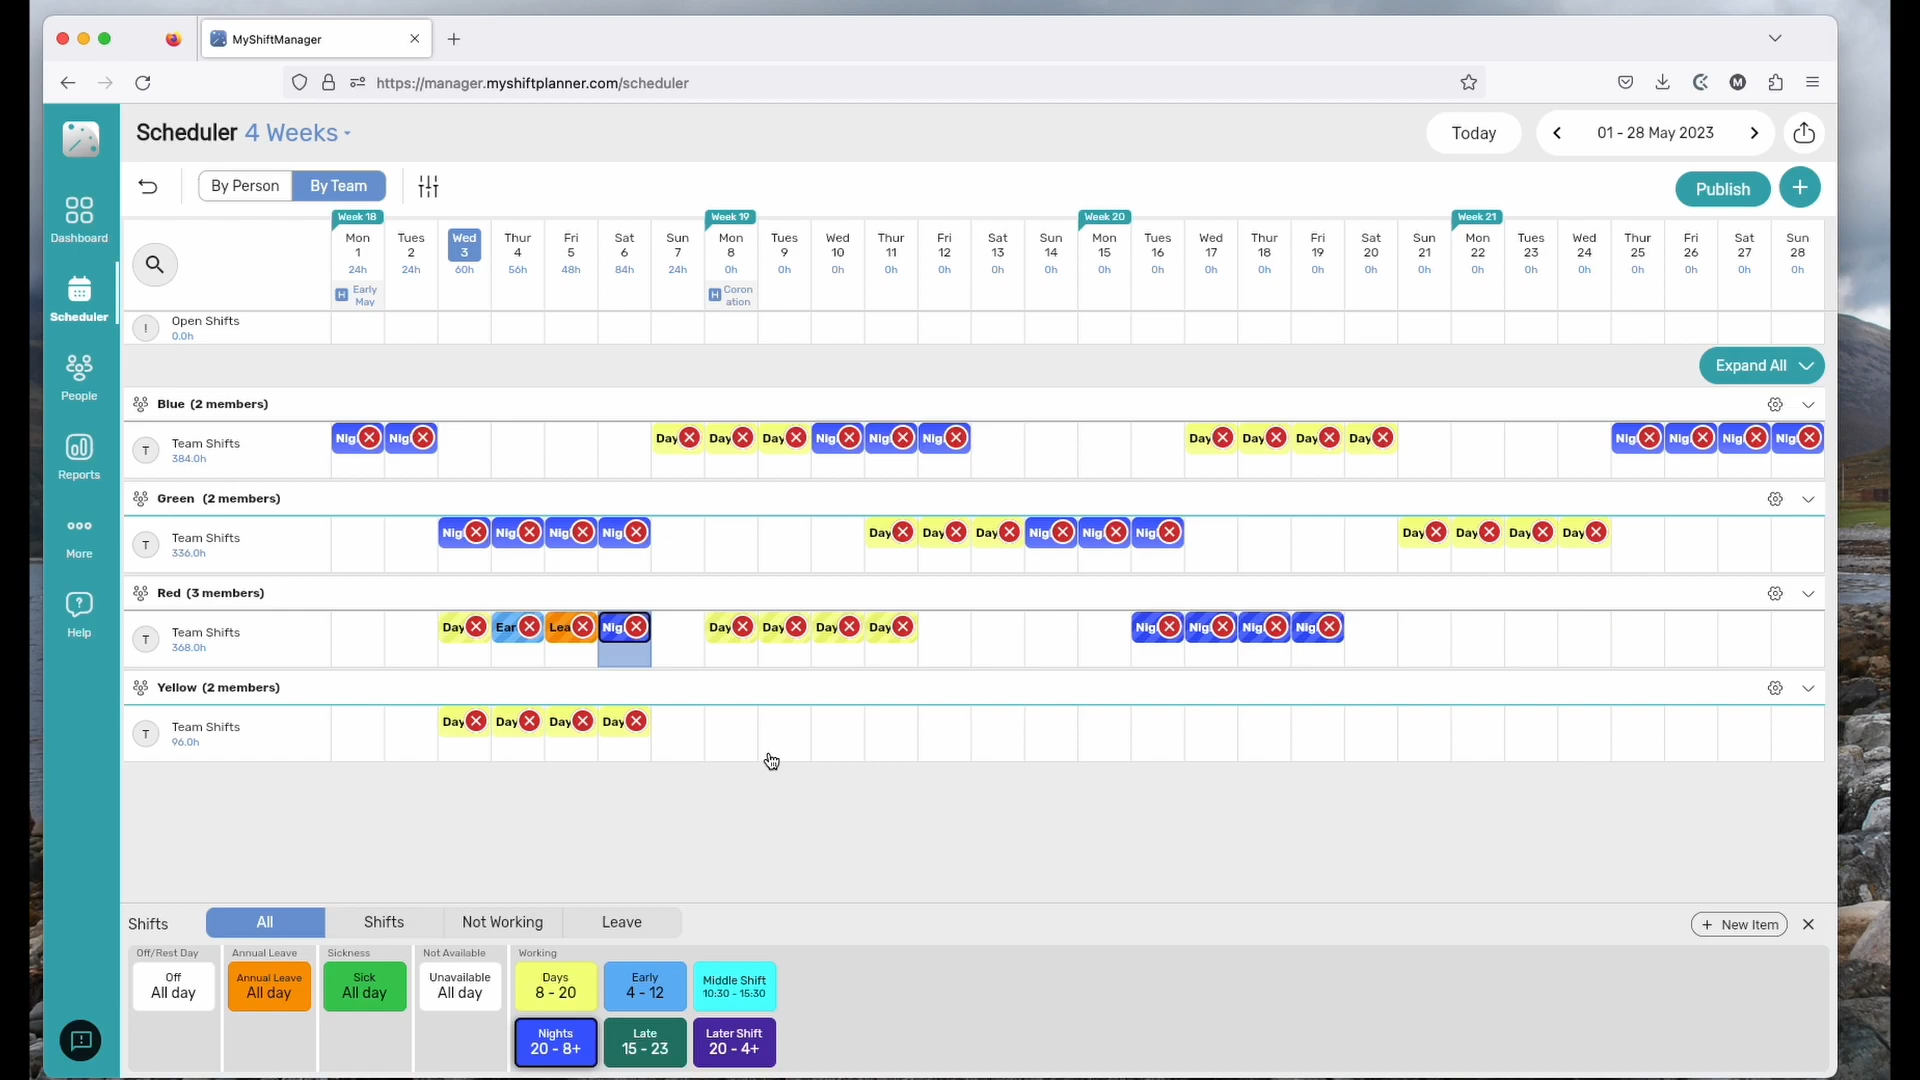 MyShiftManager
https://manager.myshiftplanner.com/scheduler
M
Scheduler 4 Weeks
Today
01 - 28 May 2023
Dashboard
Scheduler
People
Reports
More
Help
By Person
By Team
Publish
Week 18
Week 19
Week 20
Week 21
Mon Tues Wed Thur Fri Sat Sun Mon Tues Wed Thur Fri Sat Sun Mon Tues Wed Thur Fri Sat Sun Mon Tues Wed Thur Fri Sat Sun
1 2 3 4 5 6 7 8 9 10 11 12 13 14 15 16 17 18 19 20 21 22 23 24 25 26 27 28
24h 24h 60h 56h 48h 84h 24h 0h 0h 0h 0h 0h 0h 0h 0h 0h 0h 0h 0h 0h 0h 0h 0h 0h 0h 0h 0h 0h
H Early May
H Coron ation
! Open Shifts
0.0h
Expand All
Blue (2 members)
T Team Shifts
384.0h
Nig Nig Day Day Day Nig Nig Nig Day Day Day Day Nig Nig Nig Nig
Green (2 members)
T Team Shifts
336.0h
Nig Nig Nig Nig Day Day Day Nig Nig Nig Day Day Day Day
Red (3 members)
T Team Shifts
368.0h
Day Ear Lea Nig Day Day Day Day Nig Nig Nig Nig
Yellow (2 members)
T Team Shifts
96.0h
Day Day Day Day
Shifts
All
Shifts
Not Working
Leave
+ New Item
Off/Rest Day
Annual Leave
Sickness
Not Available
Working
Off
All day
Annual Leave
All day
Sick
All day
Unavailable
All day
Days
8 - 20
Early
4 - 12
Middle Shift
10:30 - 15:30
Nights
20 - 8+
Late
15 - 23
Later Shift
20 - 4+